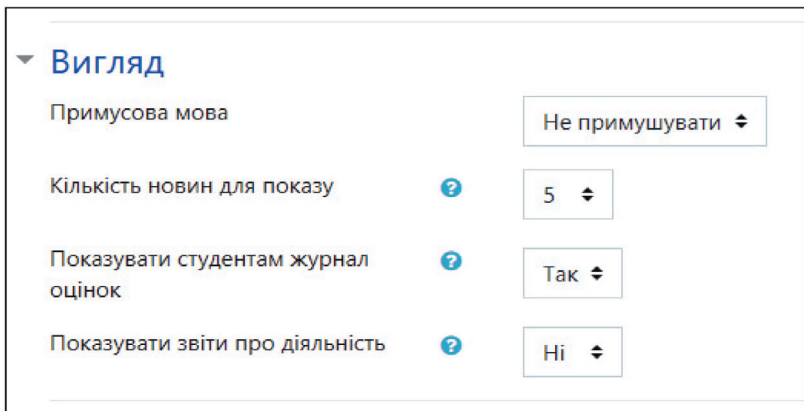 Вигляд
Примусова мова
Не примушувати
Кількість новин для показу
5
Показувати студентам журнал
оцінок
Так
Показувати звіти про діяльність
Ні